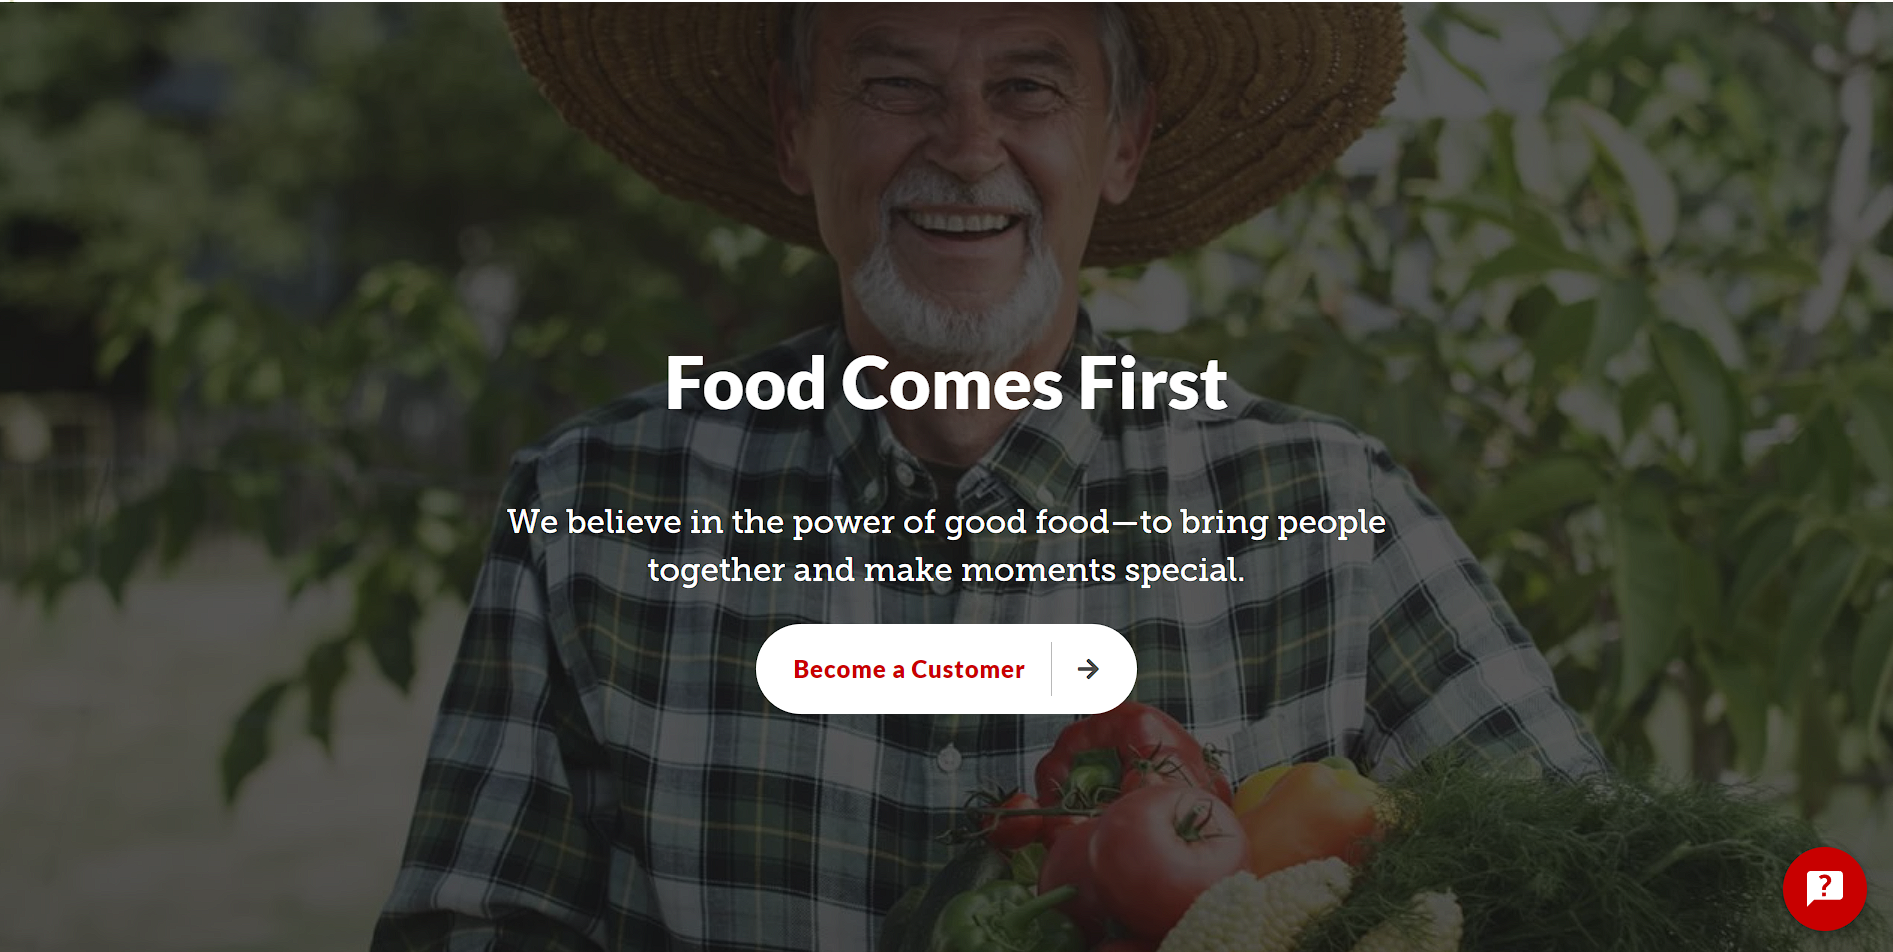 Food Comes First
We believe in the power of good food—to bring people
together and make moments special.
Become a Customer
?